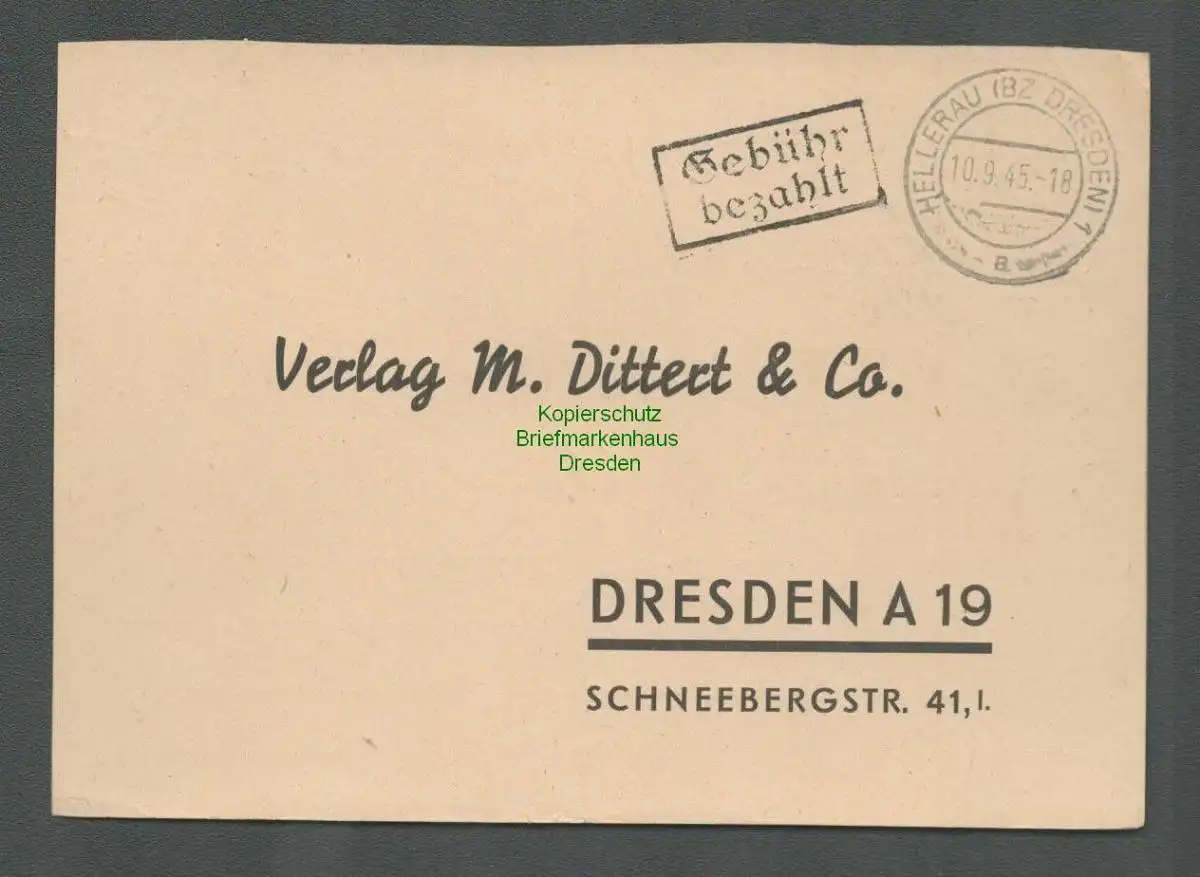 Gebühr
bezahlt
HELLERAU (BZ DRESDEN) 1
10.9.45.-18
a
Verlag M. Dittert & Co.
Kopierschutz
Briefmarkenhaus
Dresden
DRESDEN A 19
SCHNEEBERGSTR. 41, I.